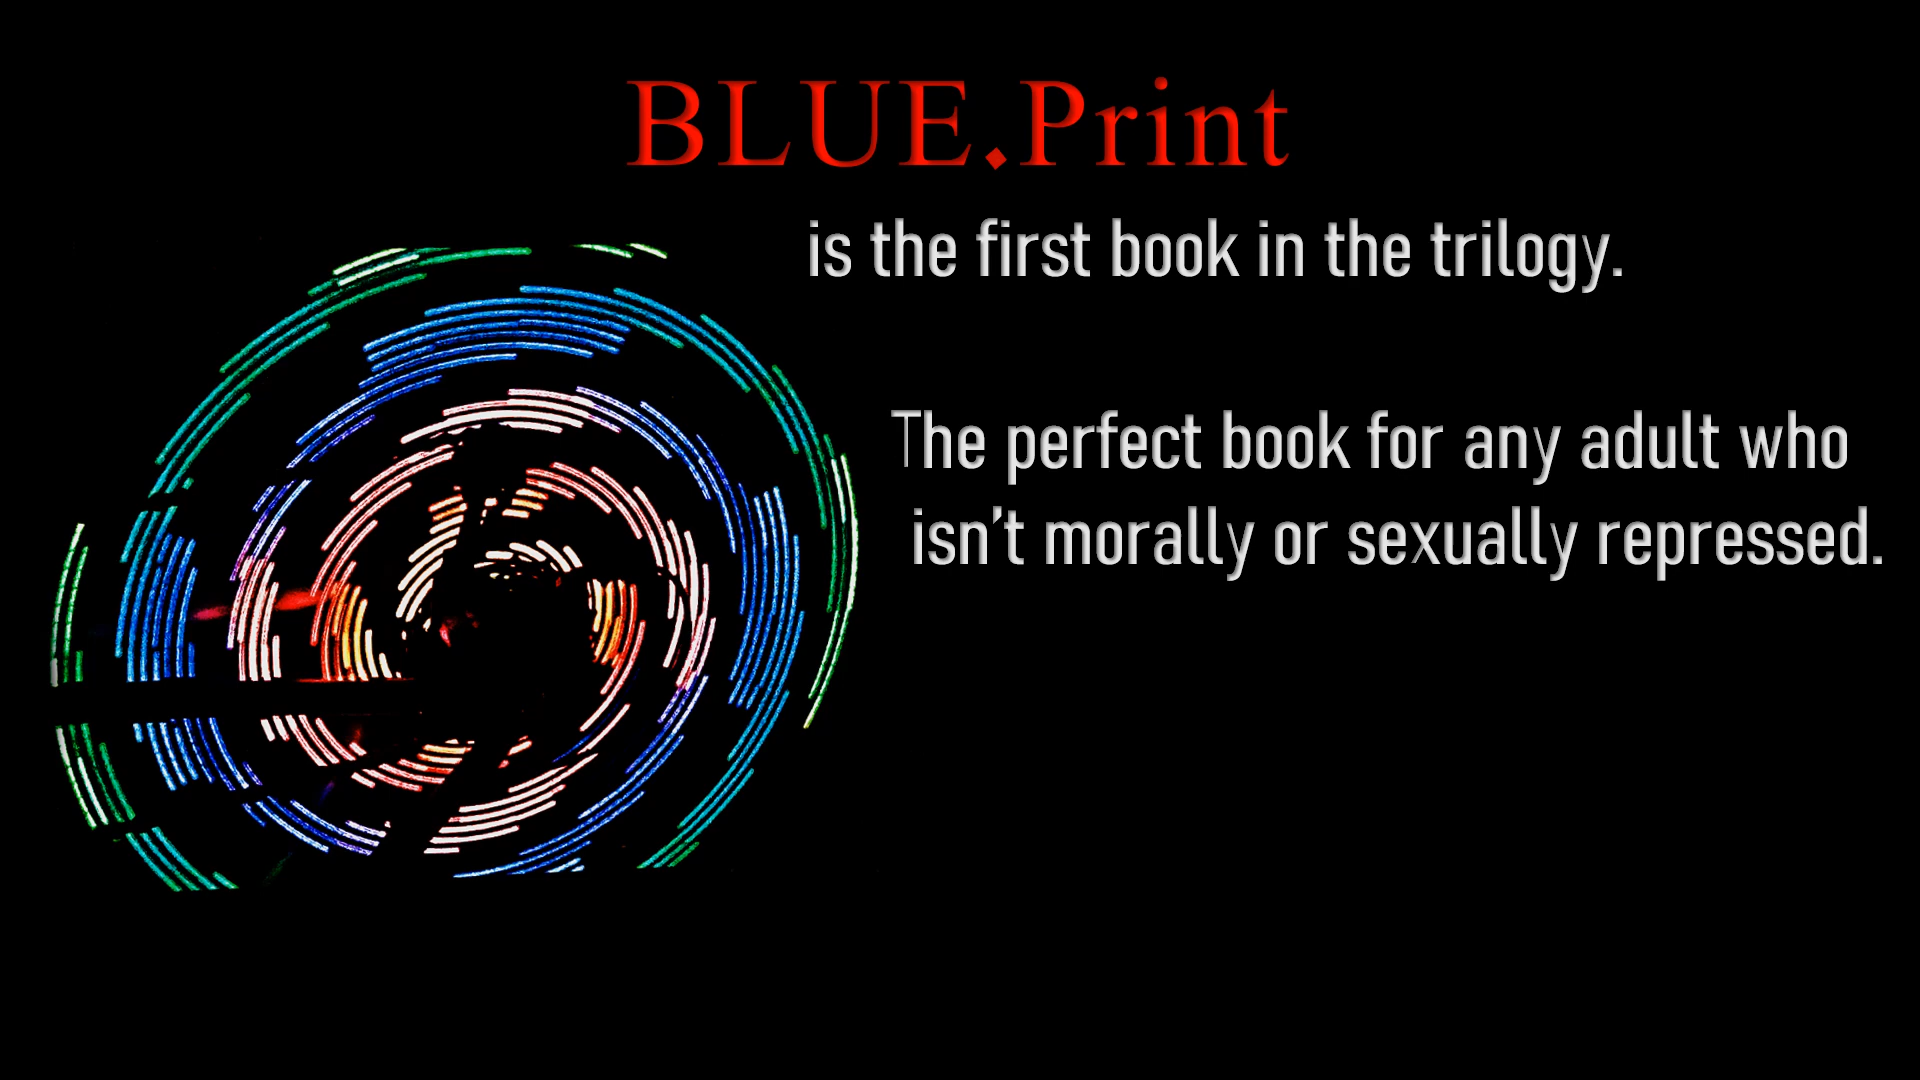 BLUE.Print
is the first book in the trilogy.
The perfect book for any adult who
isn’t morally or sexually repressed.